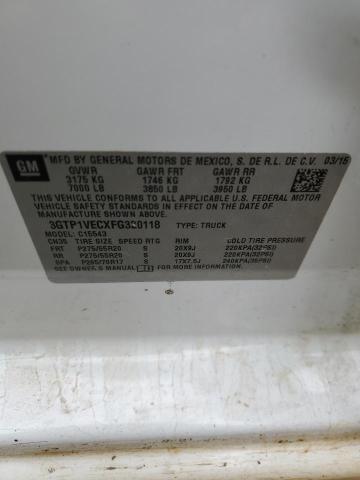 GM
MFD BY GENERAL MOTORS DE MEXICO, S. DE R.L. DE C.V. 03/15
GVWR GAWR FRT GAWR RR
3175 KG 1746 KG 1792 KG
7000 LB 3850 LB 3950 LB
THIS VEHICLE CONFORMS TO ALL APPLICABLE U.S. FEDERAL MOTOR
VEHICLE SAFETY STANDARDS IN EFFECT ON THE DATE OF
MANUFACTURE SHOWN ABOVE.
3GTP1VECXFG320118 TYPE: TRUCK
MODEL: C15543
TIRE SIZE SPEED RTG RIM COLD TIRE PRESSURE
FRT P275/55R20 S 20X9J 220KPA(32PSI)
RR P275/55R20 S 20X9J 220KPA(32PSI)
SPA P265/70R17 S 17X7.5J 240KPA(35PSI)
SEE OWNER'S MANUAL FOR MORE INFORMATION.